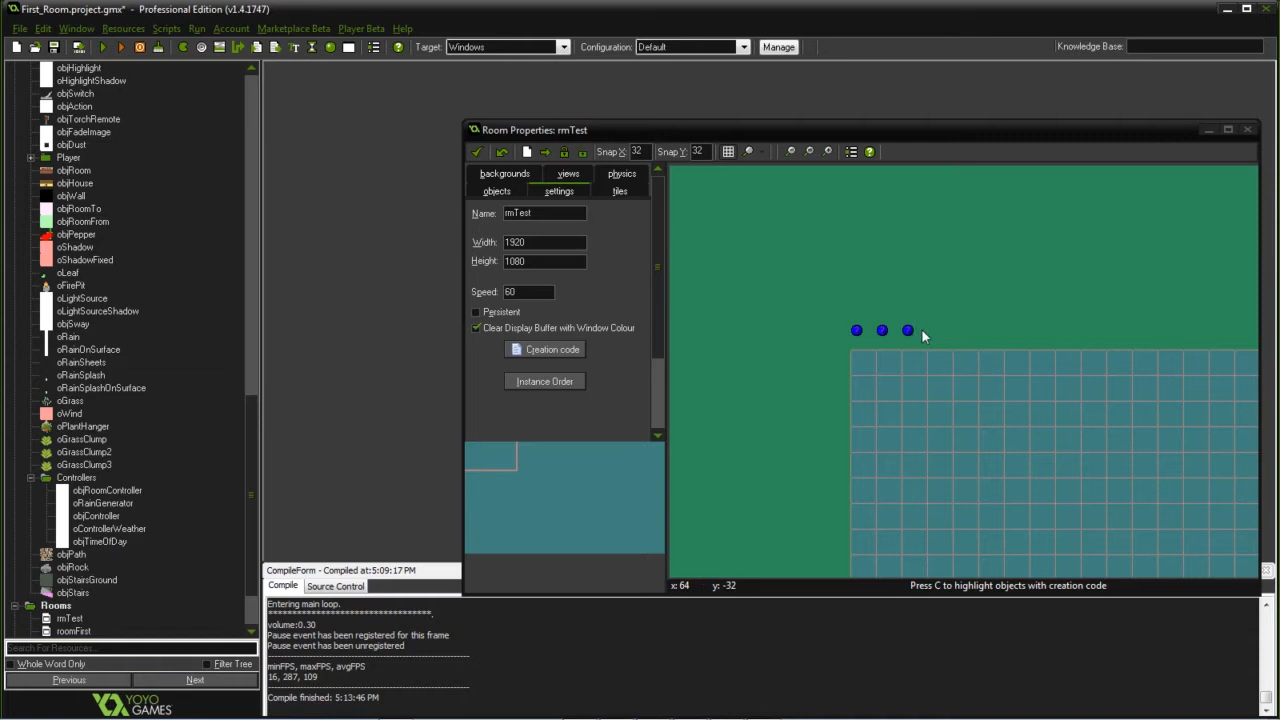 First_Room.project.gmx* - Professional Edition (v1.4.1747)
File Edit Window Resources Scripts Run Account Marketplace Beta Player Beta Help
Target: Windows Configuration: Default Manage Knowledge Base:
objHighlight
oHighlightShadow
objSwitch
objAction
objTorchRemote
objFadeImage
objDust
Player
objRoom
objHouse
objWall
objRoomTo
objRoomFrom
objPepper
oShadow
oShadowFixed
oLeaf
oFirePit
oLightSource
oLightSourceShadow
objSway
oRain
oRainOnSurface
oRainSheets
oRainSplash
oRainSplashOnSurface
oGrass
oWind
oPlantHanger
oGrassClump
oGrassClump2
oGrassClump3
Controllers
objRoomController
oRainGenerator
objController
oControllerWeather
objTimeOfDay
objPath
objRock
objStairsGround
objStairs
Rooms
rmTest
roomFirst
Search For Resources...
Whole Word Only Filter Tree
Previous Next
YOYO
GAMES
Room Properties: rmTest
Snap X: 32 Snap Y: 32
backgrounds views physics
objects settings tiles
Name: rmTest
Width: 1920
Height: 1080
Speed: 60
Persistent
Clear Display Buffer with Window Colour
Creation code
Instance Order
x: 64 y: -32 Press C to highlight objects with creation code
CompileForm - Compiled at:5:09:17 PM
Compile Source Control
Entering main loop.
volume:0.30
Pause event has been registered for this frame
Pause event has been unregistered
minFPS, maxFPS, avgFPS
16, 287, 109
Compile finished: 5:13:46 PM